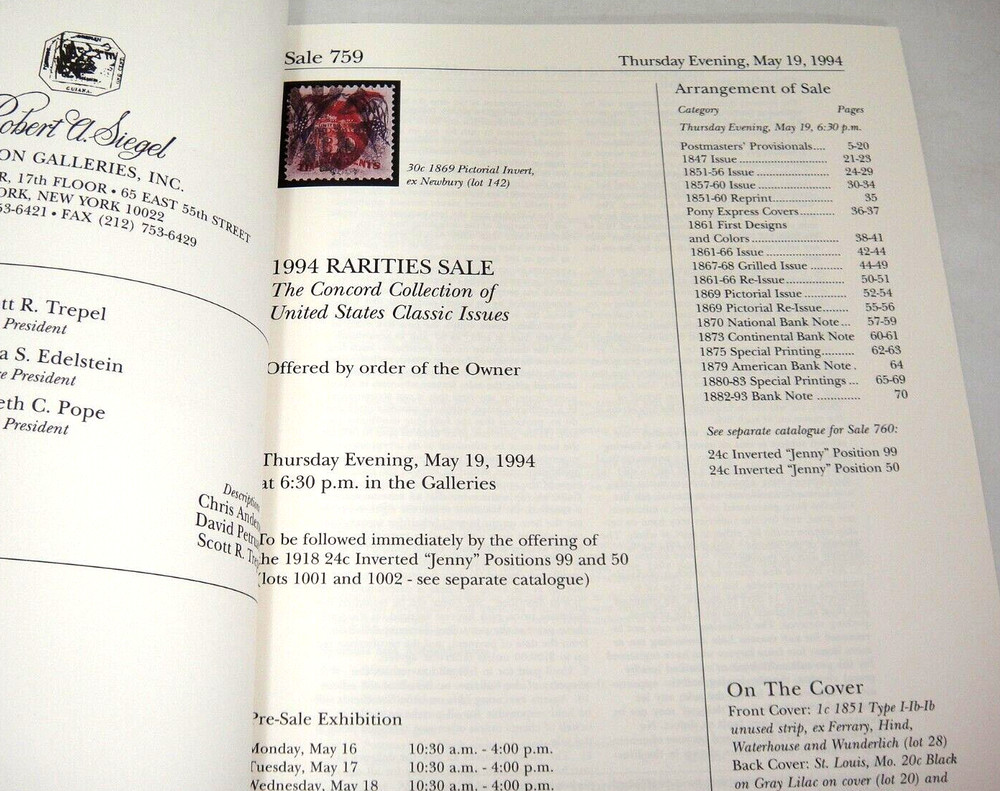 GUIANA.
Robert A. Siegel
ON GALLERIES, INC.
R, 17th FLOOR • 65 EAST 55th STREET
ORK, NEW YORK 10022
53-6421 • FAX (212) 753-6429
tt R. Trepel
President
a S. Edelstein
e President
eth C. Pope
President
Description
Chris Ande
David Petru
Scott R. Tre
Sale 759
Thursday Evening, May 19, 1994
30c 1869 Pictorial Invert,
ex Newbury (lot 142)
1994 RARITIES SALE
The Concord Collection of
United States Classic Issues
Offered by order of the Owner
Thursday Evening, May 19, 1994
at 6:30 p.m. in the Galleries
To be followed immediately by the offering of
he 1918 24c Inverted “Jenny” Positions 99 and 50
(lots 1001 and 1002 - see separate catalogue)
Pre-Sale Exhibition
Monday, May 16 10:30 a.m. - 4:00 p.m.
Tuesday, May 17 10:30 a.m. - 4:00 p.m.
Wednesday, May 18 10:30 a.m. - 4:00 p.m.
Arrangement of Sale
Category Pages
Thursday Evening, May 19, 6:30 p.m.
Postmasters' Provisionals.... 5-20
1847 Issue ............................ 21-23
1851-56 Issue ....................... 24-29
1857-60 Issue ....................... 30-34
1851-60 Reprint.................... 35
Pony Express Covers........... 36-37
1861 First Designs
and Colors ........................... 38-41
1861-66 Issue ....................... 42-44
1867-68 Grilled Issue .......... 44-49
1861-66 Re-Issue................... 50-51
1869 Pictorial Issue ............. 52-54
1869 Pictorial Re-Issue........ 55-56
1870 National Bank Note... 57-59
1873 Continental Bank Note 60-61
1875 Special Printing.......... 62-63
1879 American Bank Note . 64
1880-83 Special Printings ... 65-69
1882-93 Bank Note ............. 70
See separate catalogue for Sale 760:
24c Inverted “Jenny” Position 99
24c Inverted “Jenny” Position 50
On The Cover
Front Cover: 1c 1851 Type I-Ib-Ib
unused strip, ex Ferrary, Hind,
Waterhouse and Wunderlich (lot 28)
Back Cover: St. Louis, Mo. 20c Black
on Gray Lilac on cover (lot 20) and